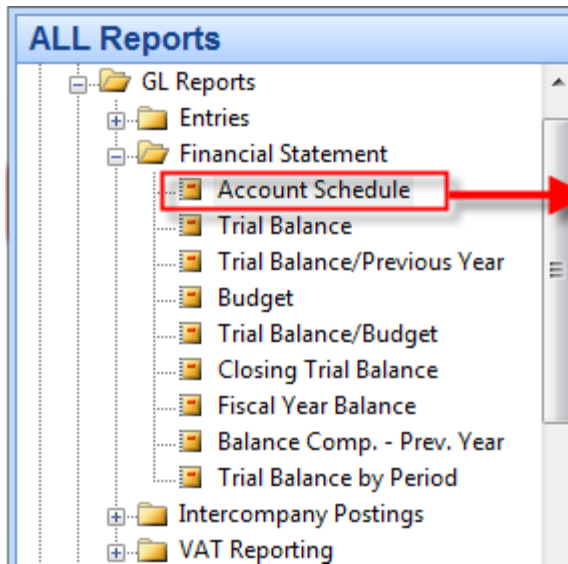 ALL Reports
GL Reports
Entries
Financial Statement
Account Schedule
Trial Balance
Trial Balance/Previous Year
Budget
Trial Balance/Budget
Closing Trial Balance
Fiscal Year Balance
Balance Comp. - Prev. Year
Trial Balance by Period
Intercompany Postings
VAT Reporting